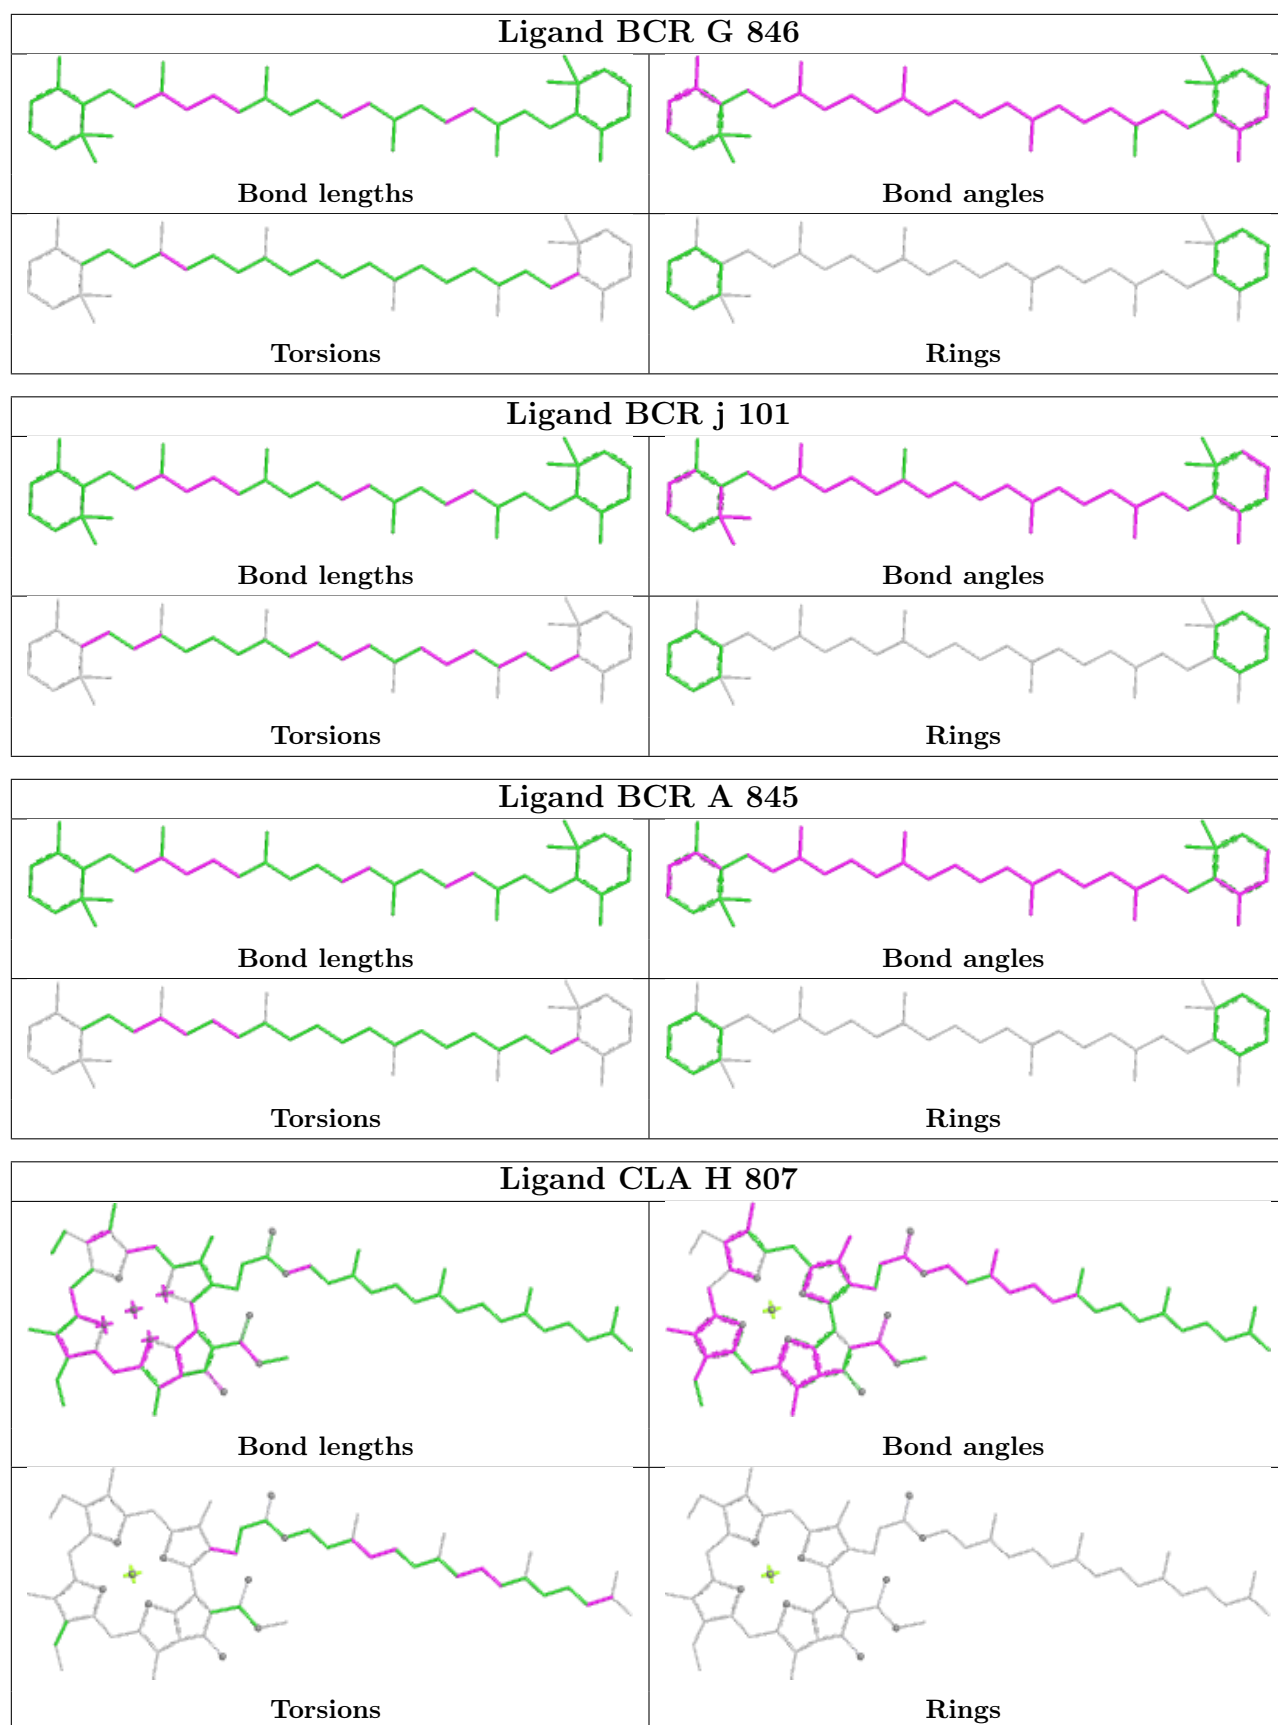 Ligand BCR G 846
Bond lengths
Bond angles
Torsions
Rings
Ligand BCR j 101
Bond lengths
Bond angles
Torsions
Rings
Ligand BCR A 845
Bond lengths
Bond angles
Torsions
Rings
Ligand CLA H 807
Bond lengths
Bond angles
Torsions
Rings